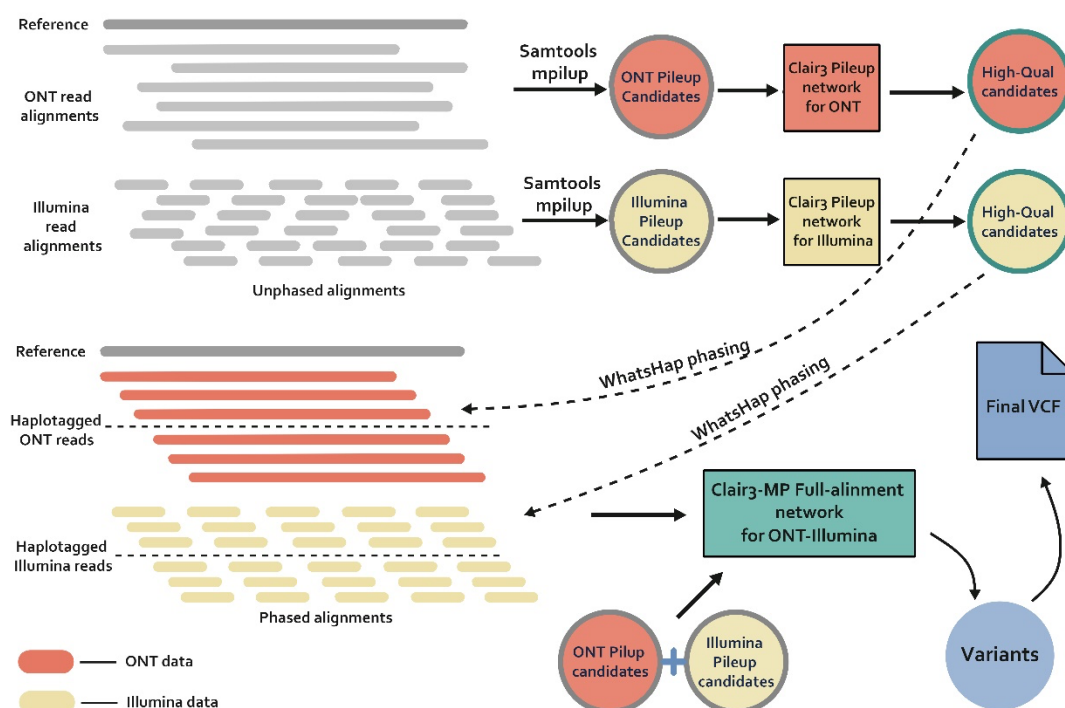 Reference
ONT read
alignments
Illumina
read
alignments
Unphased alignments
Samtools
mpilup
ONT Pileup
Candidates
Clair3 Pileup
network
for ONT
High-Qual
candidates
Samtools
mpilup
Illumina
Pileup
Candidates
Clair3 Pileup
network
for Illumina
High-Qual
candidates
WhatsHap phasing
WhatsHap phasing
Reference
Haplotagged
ONT reads
Haplotagged
Illumina reads
Phased alignments
Clair3-MP Full-alinment
network
for ONT-Illumina
Final VCF
ONT Pilup
candidates
+
Illumina
Pileup
candidates
Variants
ONT data
Illumina data